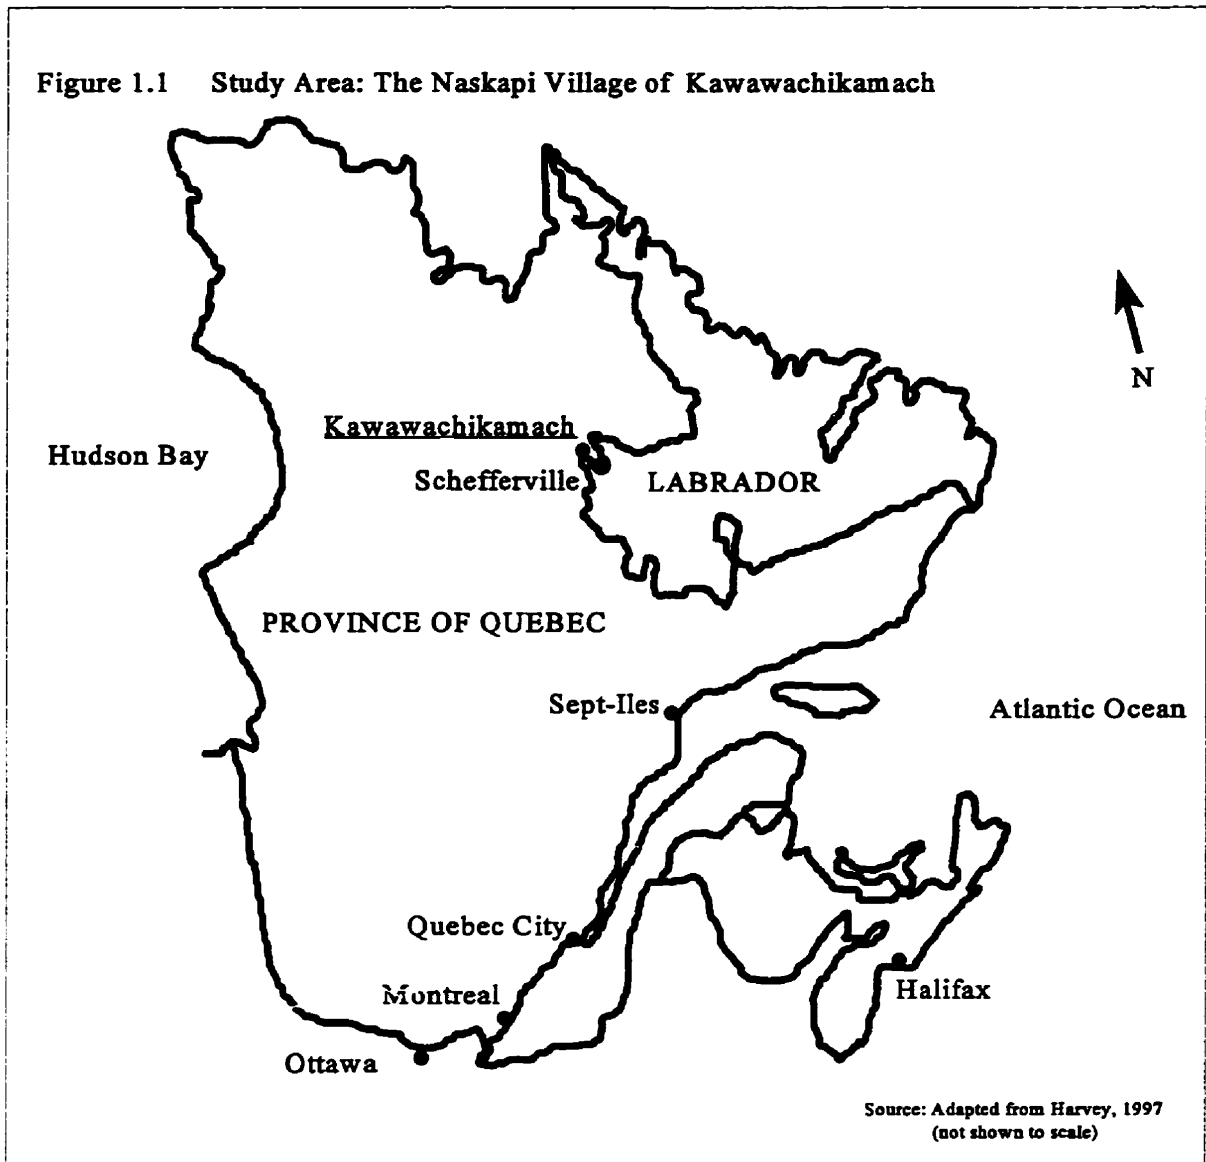 Figure 1.1 Study Area: The Naskapi Village of Kawawachikamach
N
Kawawachikamach
Hudson Bay
Schefferville
LABRADOR
PROVINCE OF QUEBEC
Sept-Iles
Atlantic Ocean
Quebec City
Montreal
Halifax
Ottawa
Source: Adapted from Harvey, 1997
(not shown to scale)